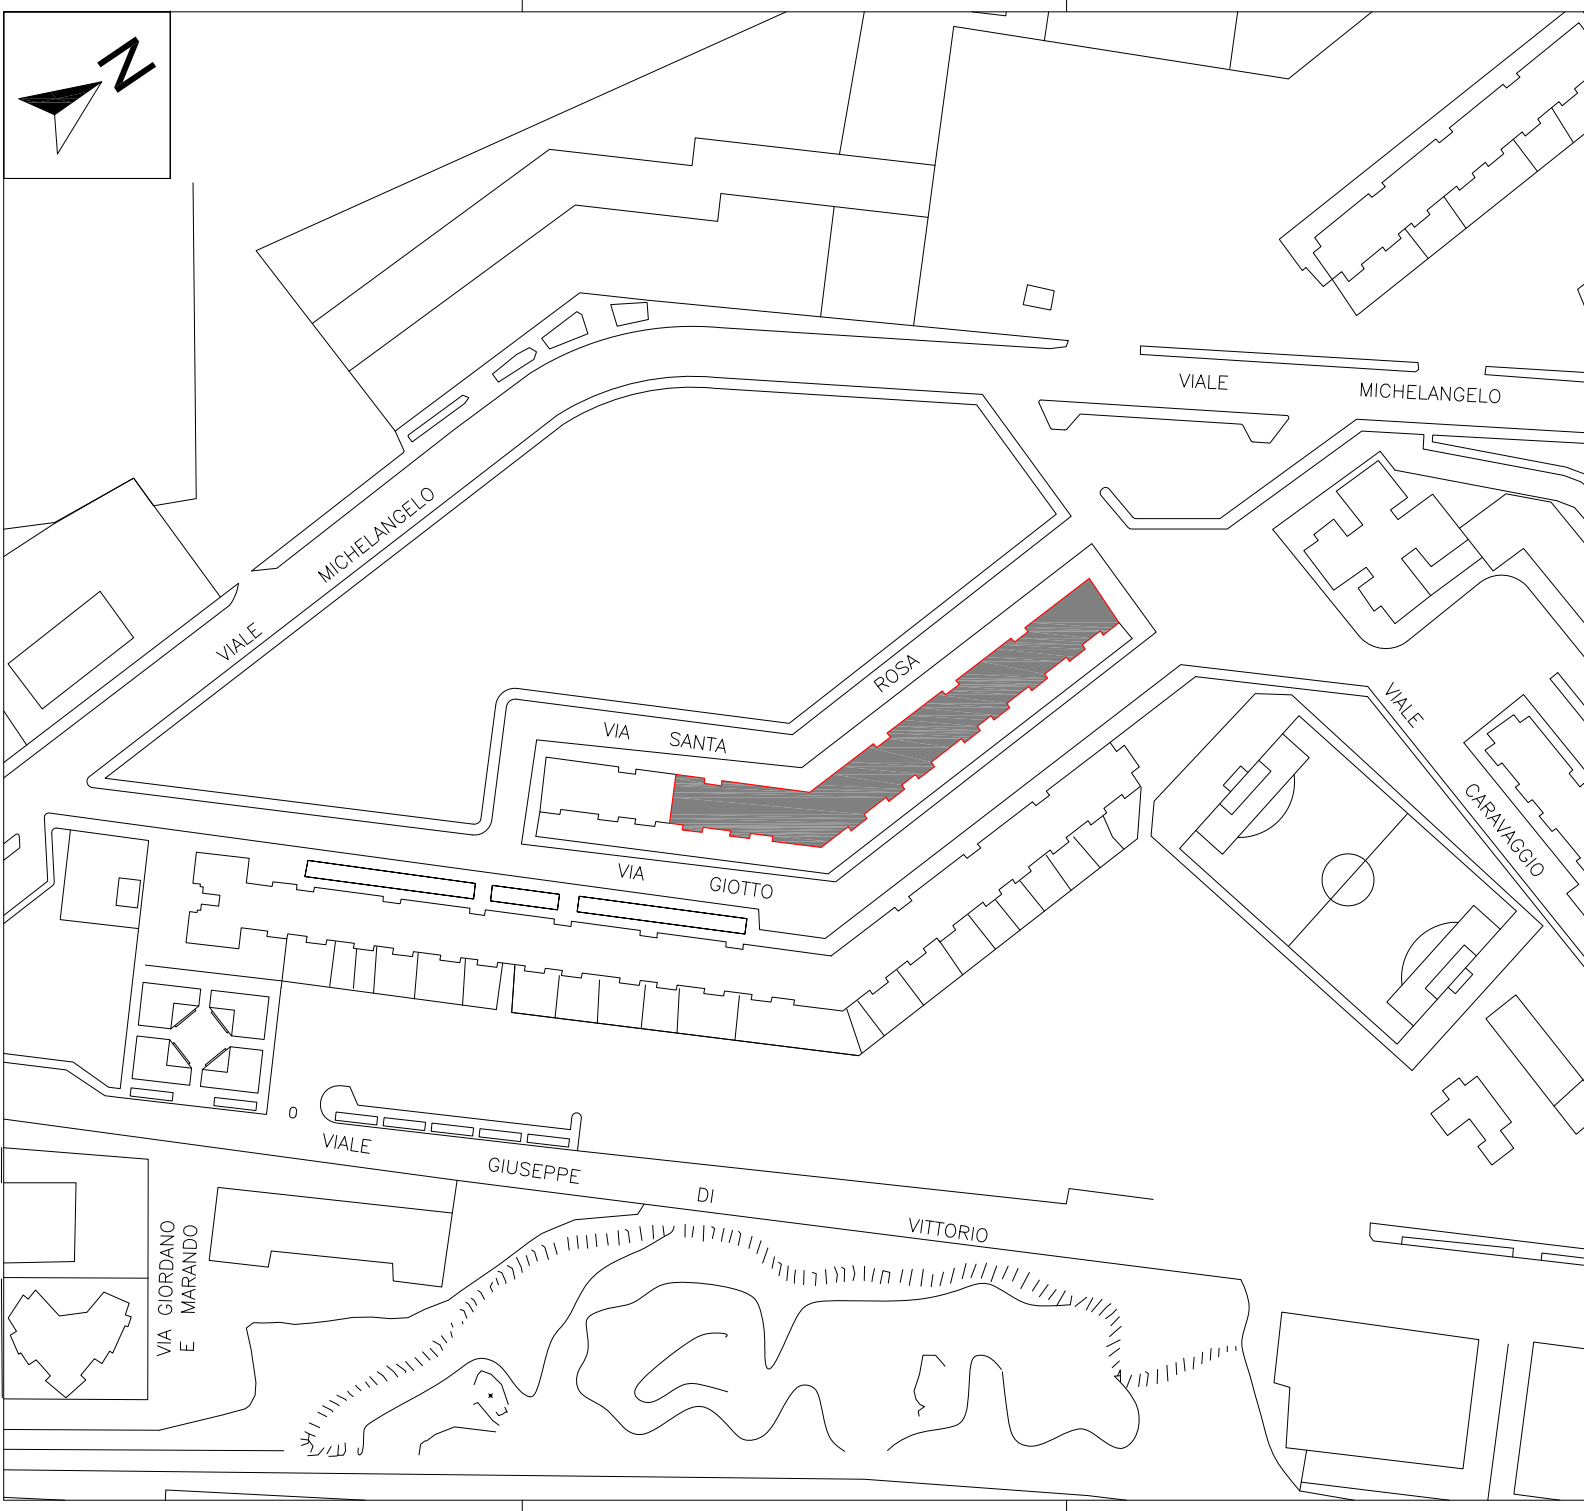 N
VIALE
MICHELANGELO
VIALE
MICHELANGELO
ROSA
VIA
SANTA
VIALE
CARAVAGGIO
VIA
GIOTTO
VIALE
GIUSEPPE
DI
VITTORIO
VIA GIORDANO
E MARANDO